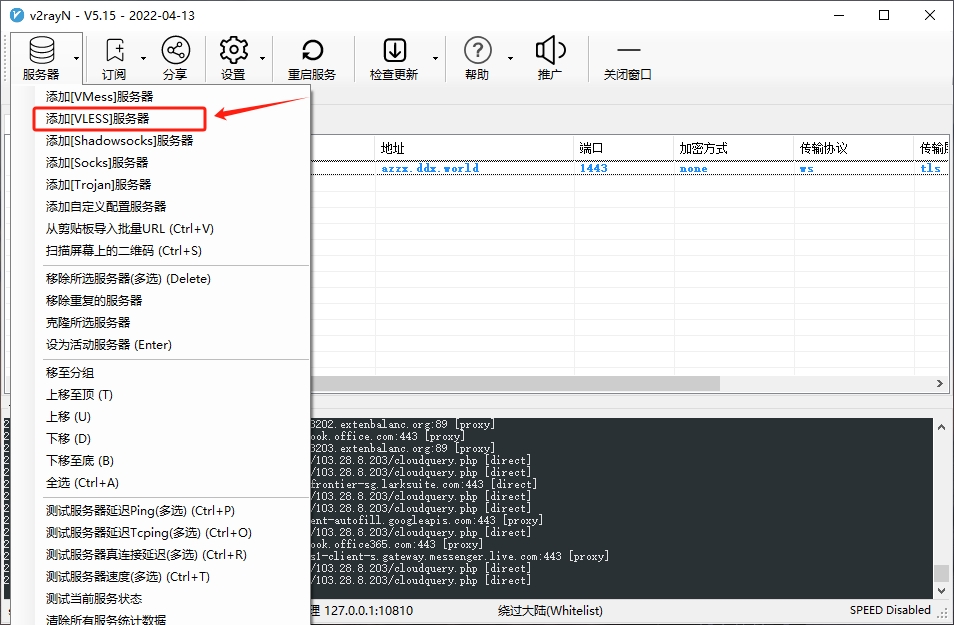 v2rayN - V5.15 - 2022-04-13
服务器 订阅 分享 设置 重启服务 检查更新 帮助 推广 关闭窗口
添加[VMess]服务器
添加[VLESS]服务器
添加[Shadowsocks]服务器
添加[Socks]服务器
添加[Trojan]服务器
添加自定义配置服务器
从剪贴板导入批量URL (Ctrl+V)
扫描屏幕上的二维码 (Ctrl+S)
移除所选服务器(多选) (Delete)
移除重复的服务器
克隆所选服务器
设为活动服务器 (Enter)
移至分组
上移至顶 (T)
上移 (U)
下移 (D)
下移至底 (B)
全选 (Ctrl+A)
测试服务器延迟Ping(多选) (Ctrl+P)
测试服务器延迟Tcping(多选) (Ctrl+O)
测试服务器真连接延迟(多选) (Ctrl+R)
测试服务器速度(多选) (Ctrl+T)
测试当前服务状态
清除所有服务统计数据
地址 端口 加密方式 传输协议 传输
azzx.ddx.world 1443 none ws tls
3202.extenbalanc.org:89 [proxy]
ook.office.com:443 [proxy]
3203.extenbalanc.org:89 [proxy]
/103.28.8.203/cloudquery.php [direct]
/103.28.8.203/cloudquery.php [direct]
frontier-sg.larksuite.com:443 [direct]
/103.28.8.203/cloudquery.php [direct]
/103.28.8.203/cloudquery.php [direct]
ent-autofill.googleapis.com:443 [proxy]
/103.28.8.203/cloudquery.php [direct]
ook.office365.com:443 [proxy]
sl-client-s.gateway.messenger.live.com:443 [proxy]
/103.28.8.203/cloudquery.php [direct]
/103.28.8.203/cloudquery.php [direct]
理 127.0.0.1:10810 绕过大陆(Whitelist) SPEED Disabled